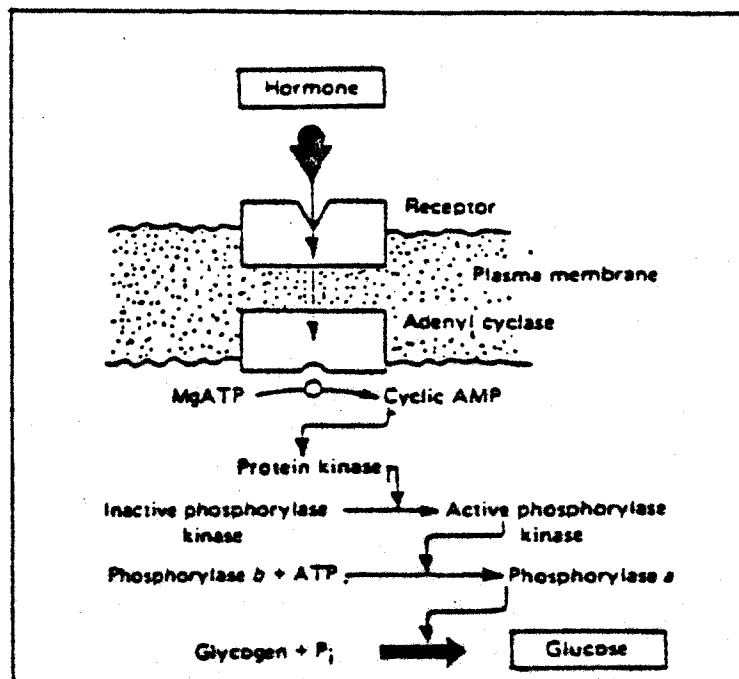 Hormone
Receptor
Plasma membrane
Adenyl cyclase
MgATP Cyclic AMP
Protein kinase
Inactive phosphorylase kinase
Active phosphorylase kinase
Phosphorylase b + ATP Phosphorylase a
Glycogen + Pi Glucose